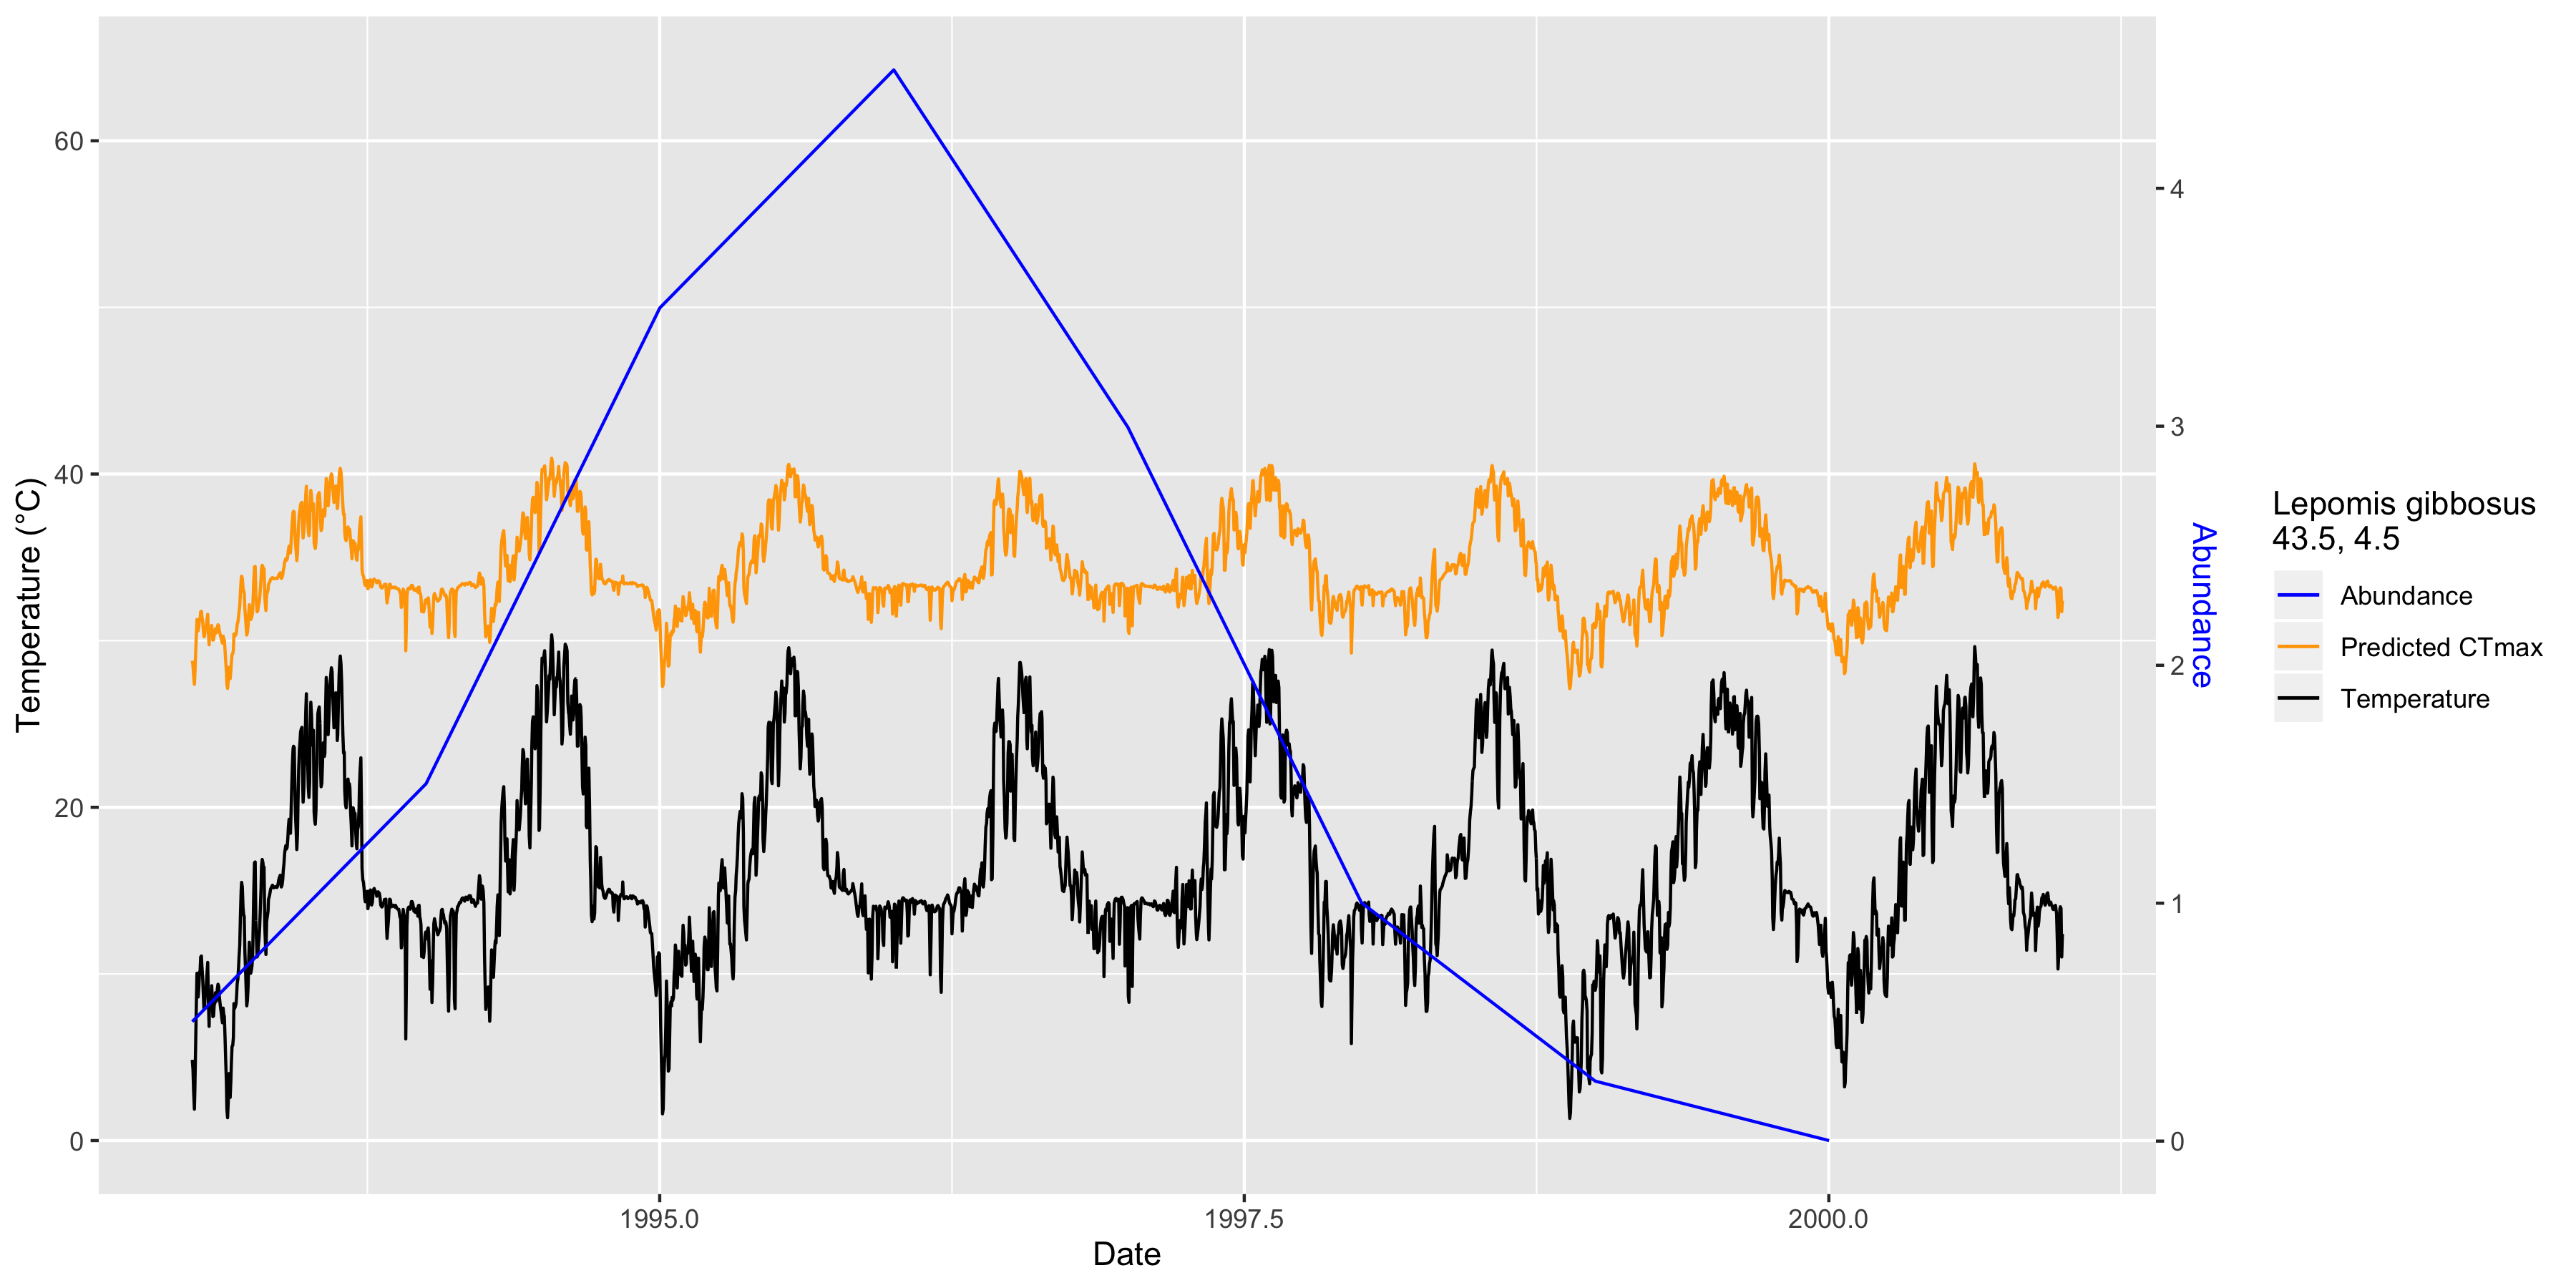 Temperature (°C)
60
40
20
0
1995.0
1997.5
2000.0
Date
4
3
2
1
0
Abundance
Lepomis gibbosus
43.5, 4.5
Abundance
Predicted CTmax
Temperature